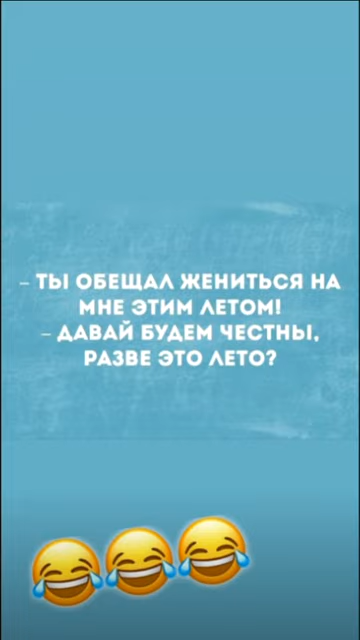 – ТЫ ОБЕЩАЛ ЖЕНИТЬСЯ НА
МНЕ ЭТИМ ЛЕТОМ!
– ДАВАЙ БУДЕМ ЧЕСТНЫ,
РАЗВЕ ЭТО ЛЕТО?